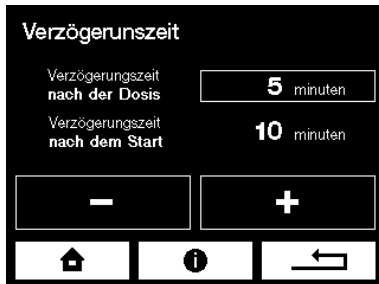 Verzögerunszeit
Verzögerungszeit
nach der Dosis
5 minuten
Verzögerungszeit
nach dem Start
10 minuten